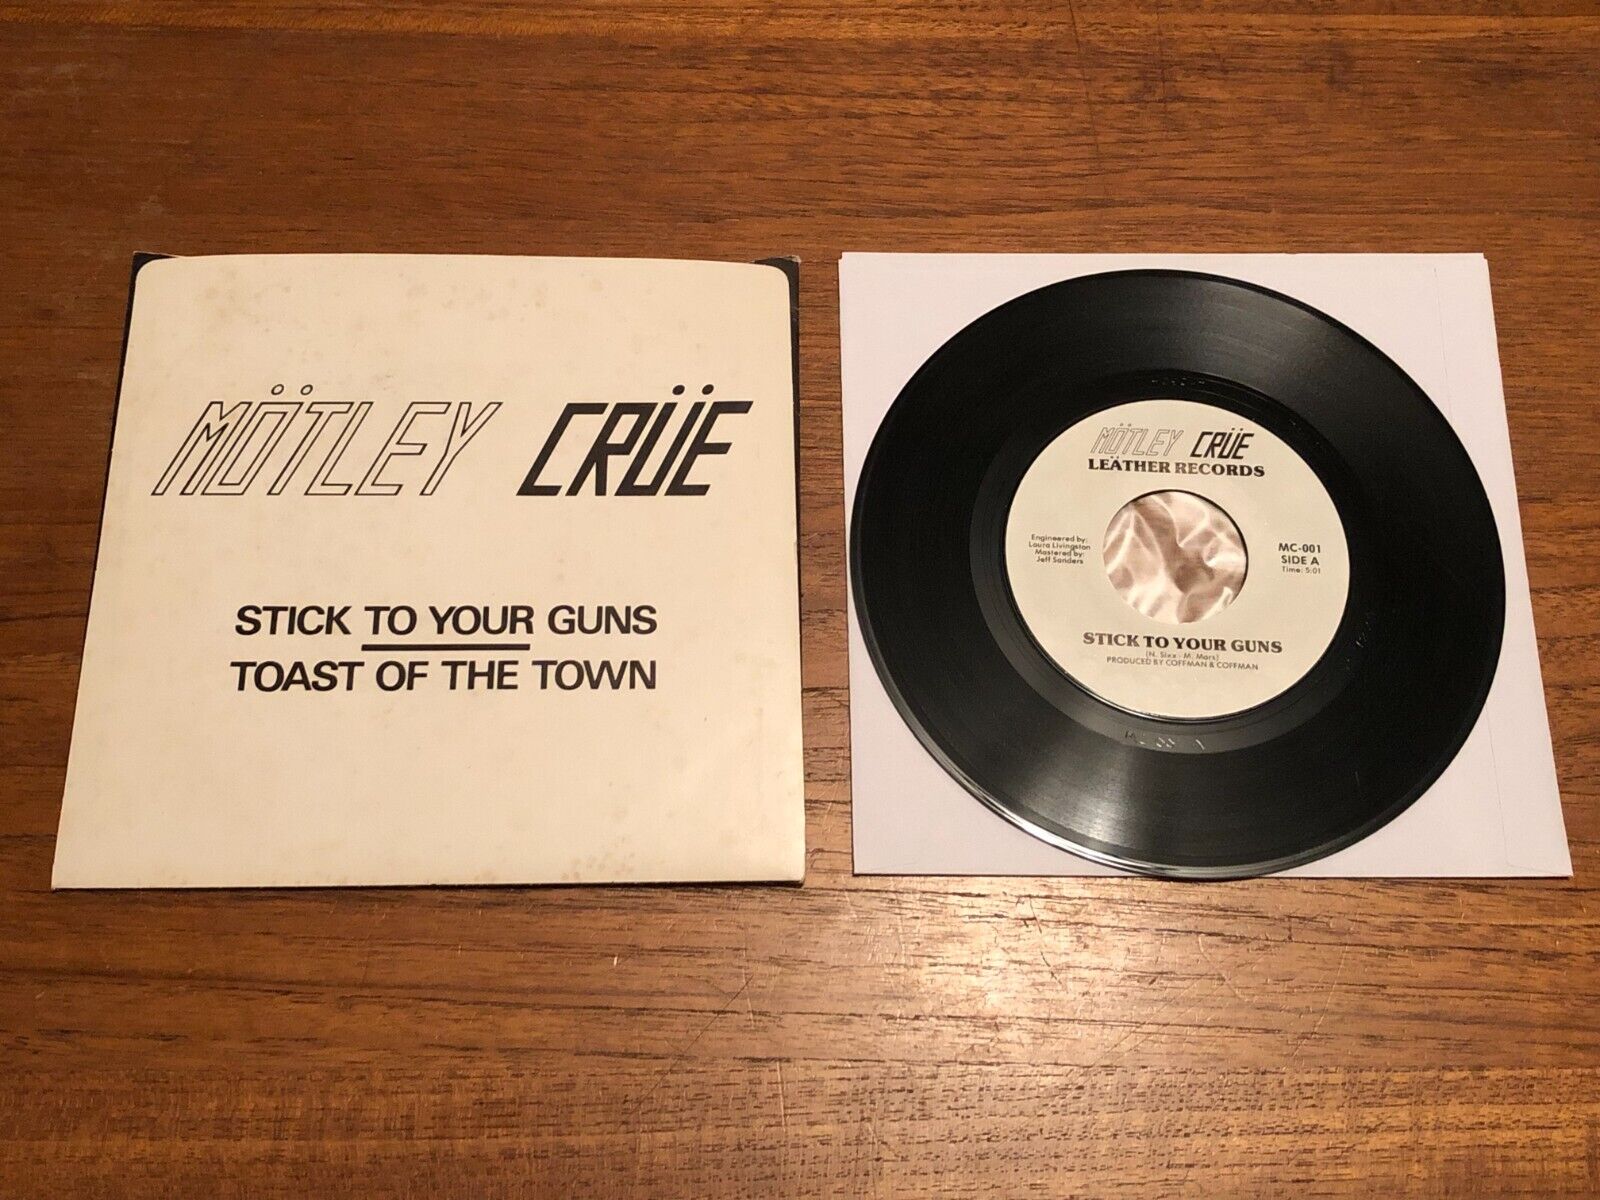 MÖTLEY CRÜE
STICK TO YOUR GUNS
TOAST OF THE TOWN
MÖTLEY CRÜE
LEÄTHER RECORDS
Engineered by:
Laura Livingston
Mastered by:
Jeff Sanders
MC-001
SIDE A
Time: 5:01
STICK TO YOUR GUNS
(N. Sixx - M. Mars)
PRODUCED BY COFFMAN & COFFMAN